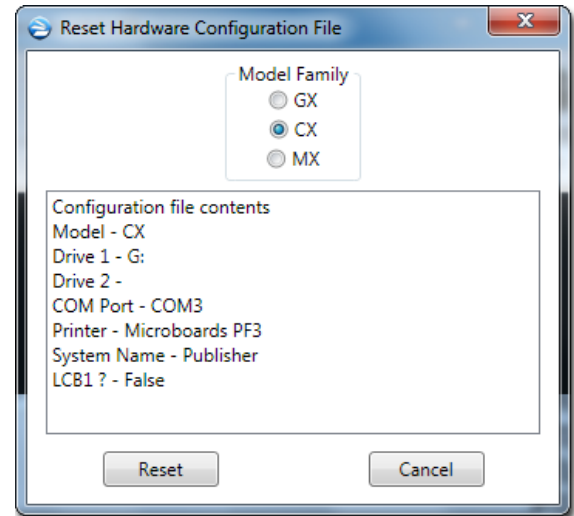 Reset Hardware Configuration File
Model Family
GX
CX
MX
Configuration file contents
Model - CX
Drive 1 - G:
Drive 2 -
COM Port - COM3
Printer - Microboards PF3
System Name - Publisher
LCB1 ? - False
Reset
Cancel